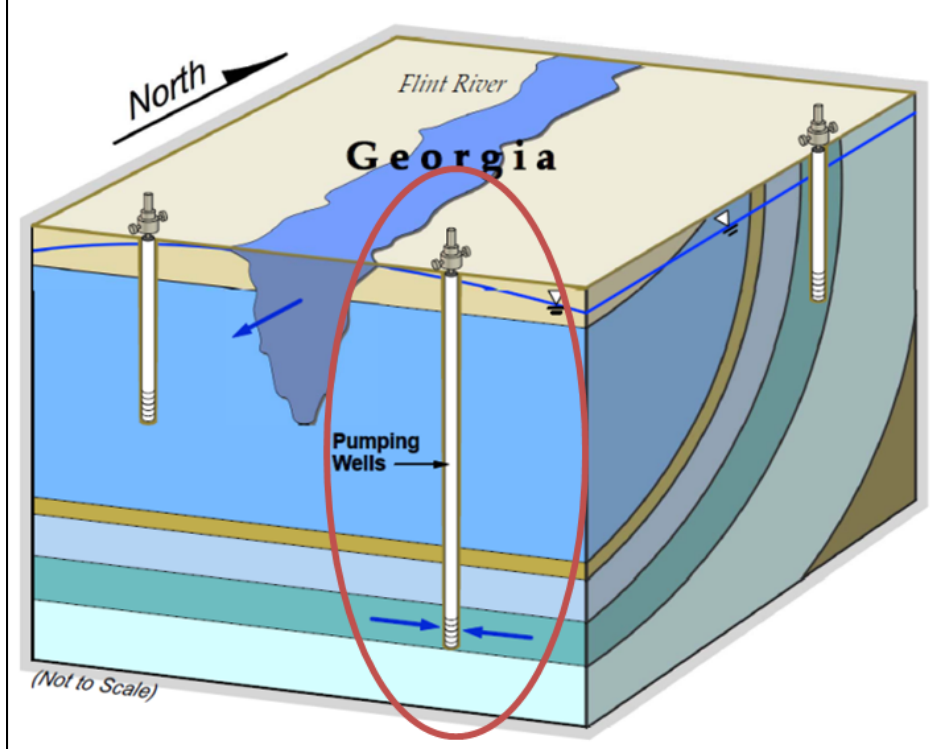 North
Flint River
Georgia
Pumping
Wells
(Not to Scale)